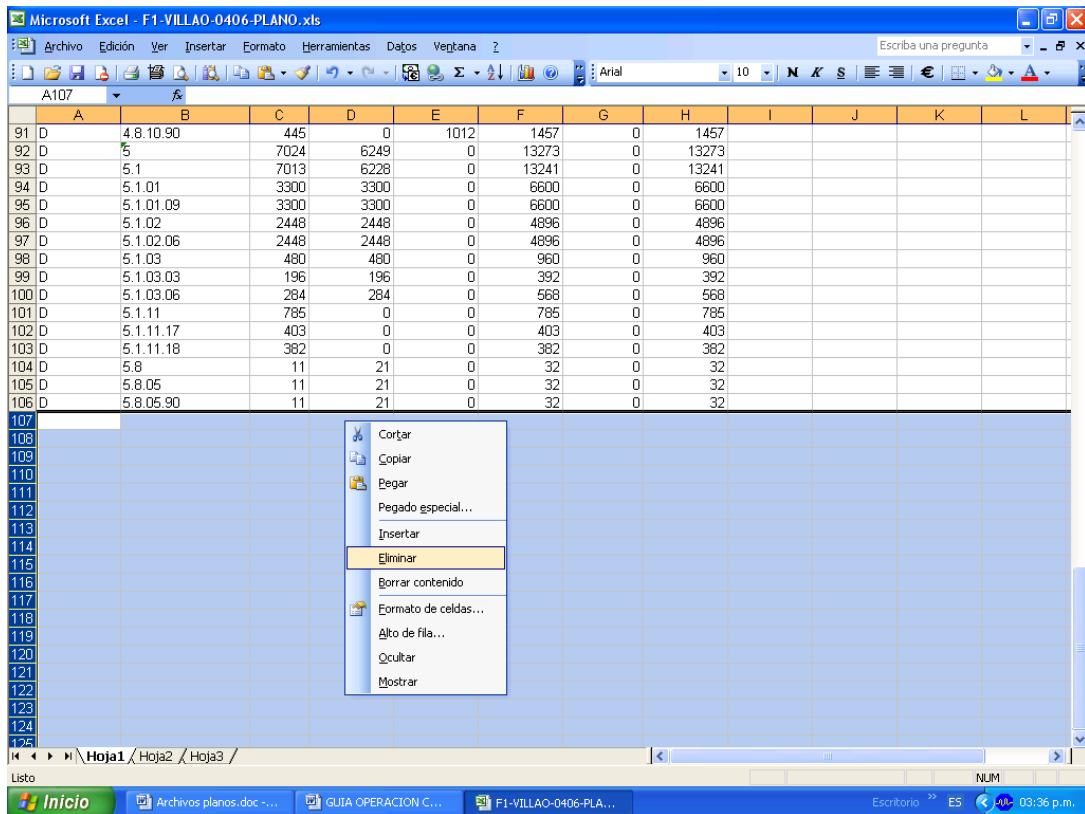 Microsoft Excel - F1-VILLAO-0406-PLANO.xls
Archivo Edición Ver Insertar Formato Herramientas Datos Ventana ? Escriba una pregunta
Arial 10 N K S €
A107 fx
A B C D E F G H I J K L
91 D 4.8.10.90 445 0 1012 1457 0 1457
92 D 5 7024 6249 0 13273 0 13273
93 D 5.1 7013 6228 0 13241 0 13241
94 D 5.1.01 3300 3300 0 6600 0 6600
95 D 5.1.01.09 3300 3300 0 6600 0 6600
96 D 5.1.02 2448 2448 0 4896 0 4896
97 D 5.1.02.06 2448 2448 0 4896 0 4896
98 D 5.1.03 480 480 0 960 0 960
99 D 5.1.03.03 196 196 0 392 0 392
100 D 5.1.03.06 284 284 0 568 0 568
101 D 5.1.11 785 0 0 785 0 785
102 D 5.1.11.17 403 0 0 403 0 403
103 D 5.1.11.18 382 0 0 382 0 382
104 D 5.8 11 21 0 32 0 32
105 D 5.8.05 11 21 0 32 0 32
106 D 5.8.05.90 11 21 0 32 0 32
107
108 Cortar
109 Copiar
110 Pegar
111 Pegado especial...
112
113 Insertar
114 Eliminar
115
116 Borrar contenido
117 Formato de celdas...
118
119 Alto de fila...
120 Ocultar
121 Mostrar
122
123
124
125
Hoja1 Hoja2 Hoja3
Listo NUM
Inicio Archivos planos.doc -... GUIA OPERACION C... F1-VILLAO-0406-PLA... Escritorio » ES 03:36 p.m.